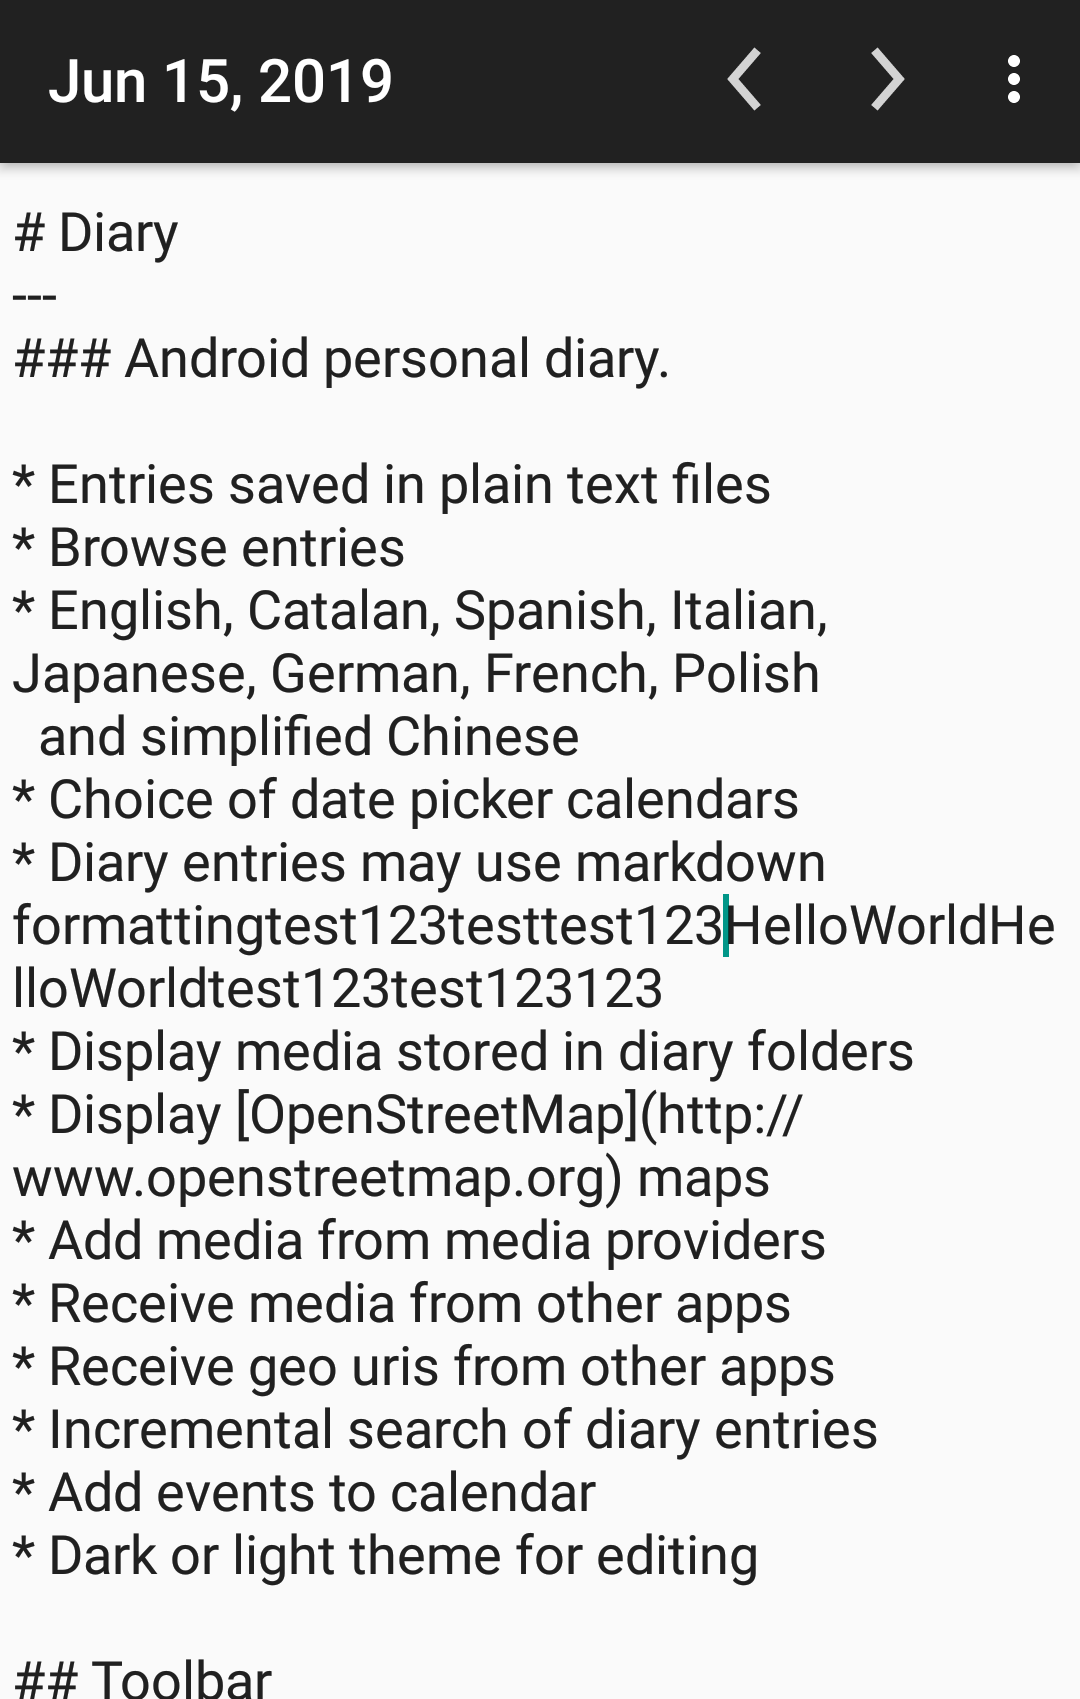 Jun 15, 2019
# Diary
---
### Android personal diary.
* Entries saved in plain text files
* Browse entries
* English, Catalan, Spanish, Italian,
Japanese, German, French, Polish
and simplified Chinese
* Choice of date picker calendars
* Diary entries may use markdown
formattingtest123testtest123HelloWorldHe
lloWorldtest123test123123
* Display media stored in diary folders
* Display [OpenStreetMap](http://
www.openstreetmap.org) maps
* Add media from media providers
* Receive media from other apps
* Receive geo uris from other apps
* Incremental search of diary entries
* Add events to calendar
* Dark or light theme for editing
## Toolbar